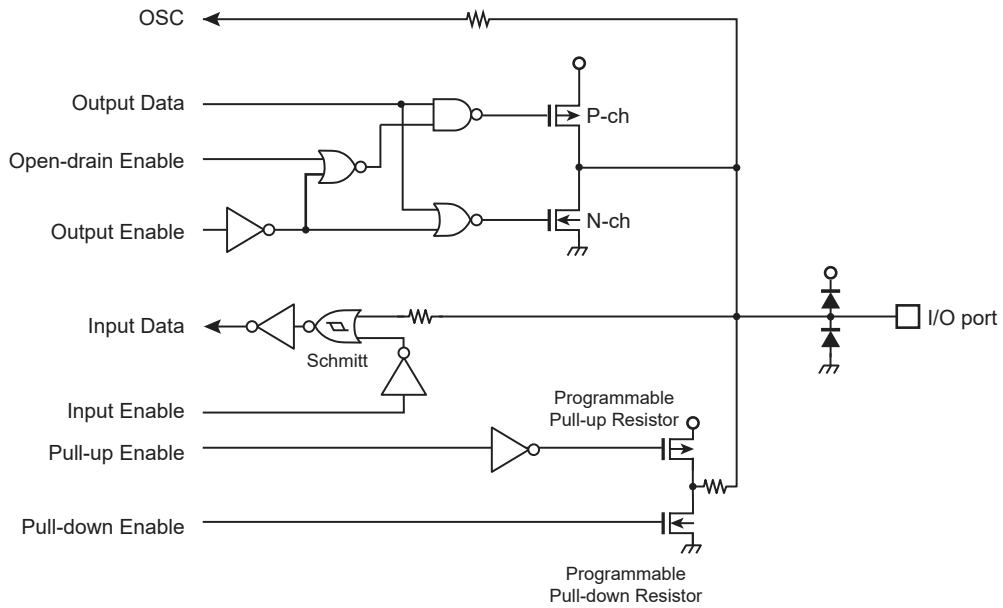 OSC
Output Data
P-ch
Open-drain Enable
N-ch
Output Enable
I/O port
Input Data
Schmitt
Input Enable
Programmable
Pull-up Resistor
Pull-up Enable
Pull-down Enable
Programmable
Pull-down Resistor